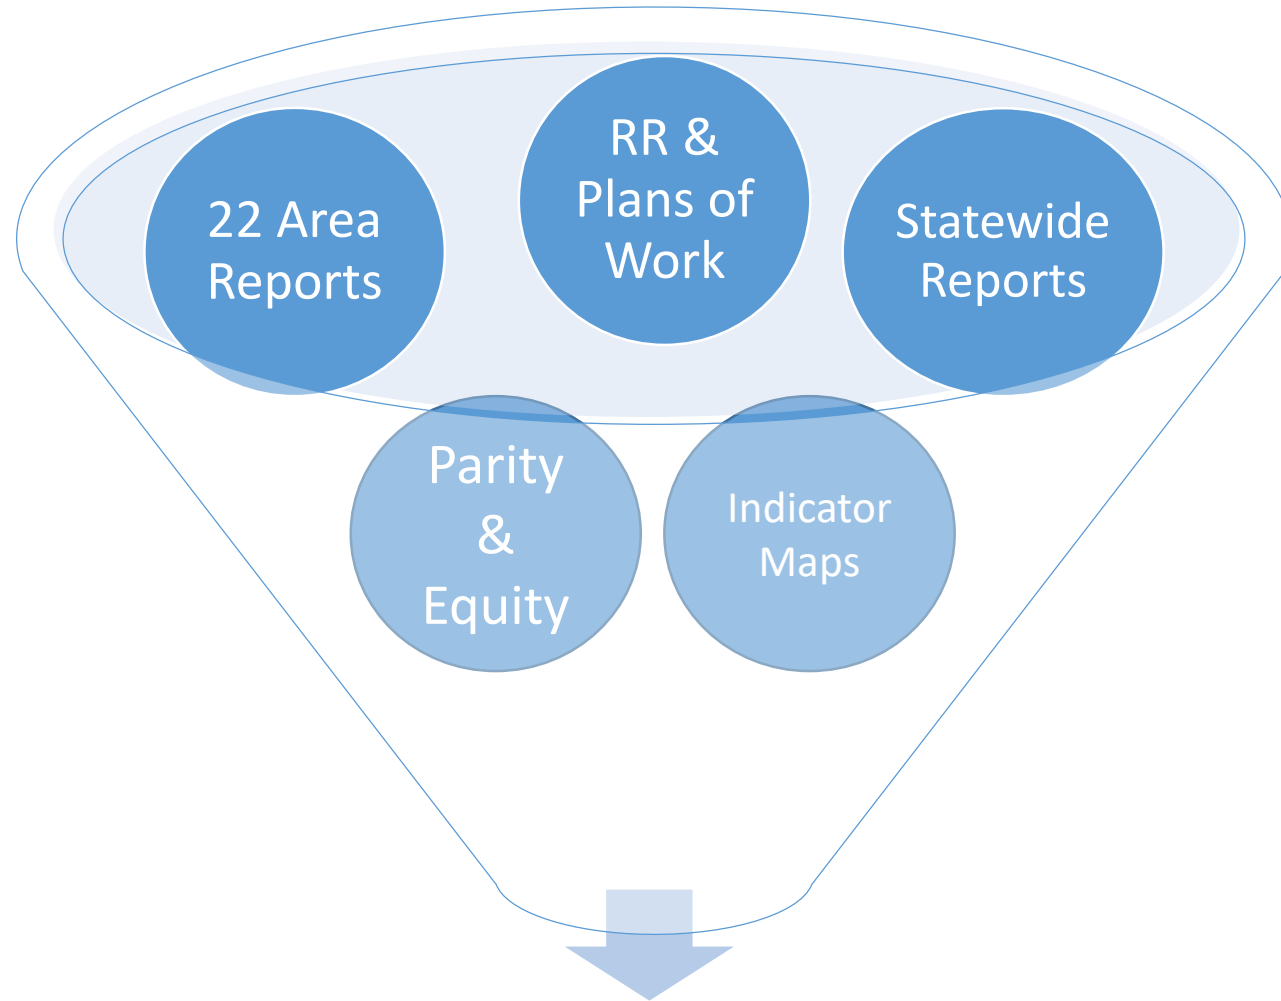 22 Area
Reports
RR &
Plans of
Work
Statewide
Reports
Parity
&
Equity
Indicator
Maps